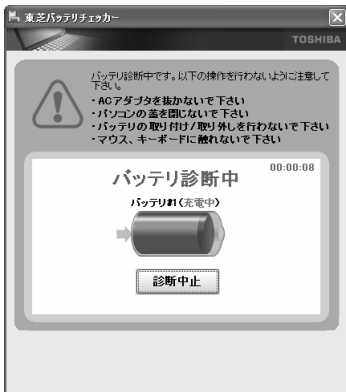 東芝バッテリチェッカー
TOSHIBA
バッテリ診断中です。以下の操作を行わないように注意して
下さい。
・ACアダプタを抜かないで下さい
・パソコンの蓋を閉じないで下さい
・バッテリの取り付け/取り外しを行わないで下さい
・マウス、キーボードに触れないで下さい
00:00:08
バッテリ診断中
バッテリ#1(充電中)
診断中止